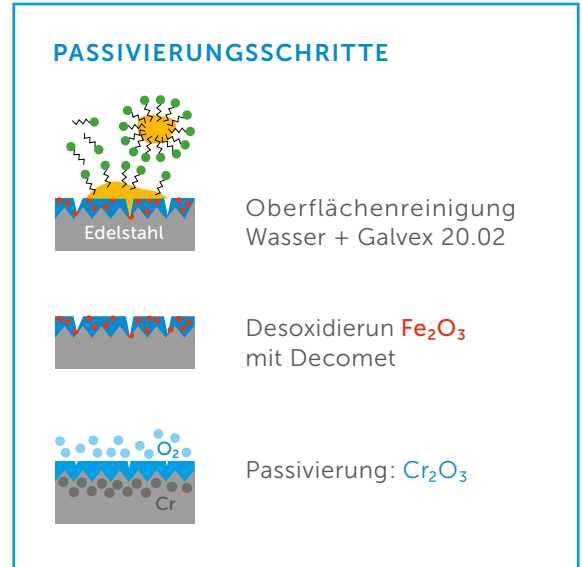 PASSIVIERUNGSSCHRITTE
Edelstahl
Oberflächenreinigung
Wasser + Galvex 20.02
Desoxidierun Fe₂O₃
mit Decomet
O₂
Cr
Passivierung: Cr₂O₃